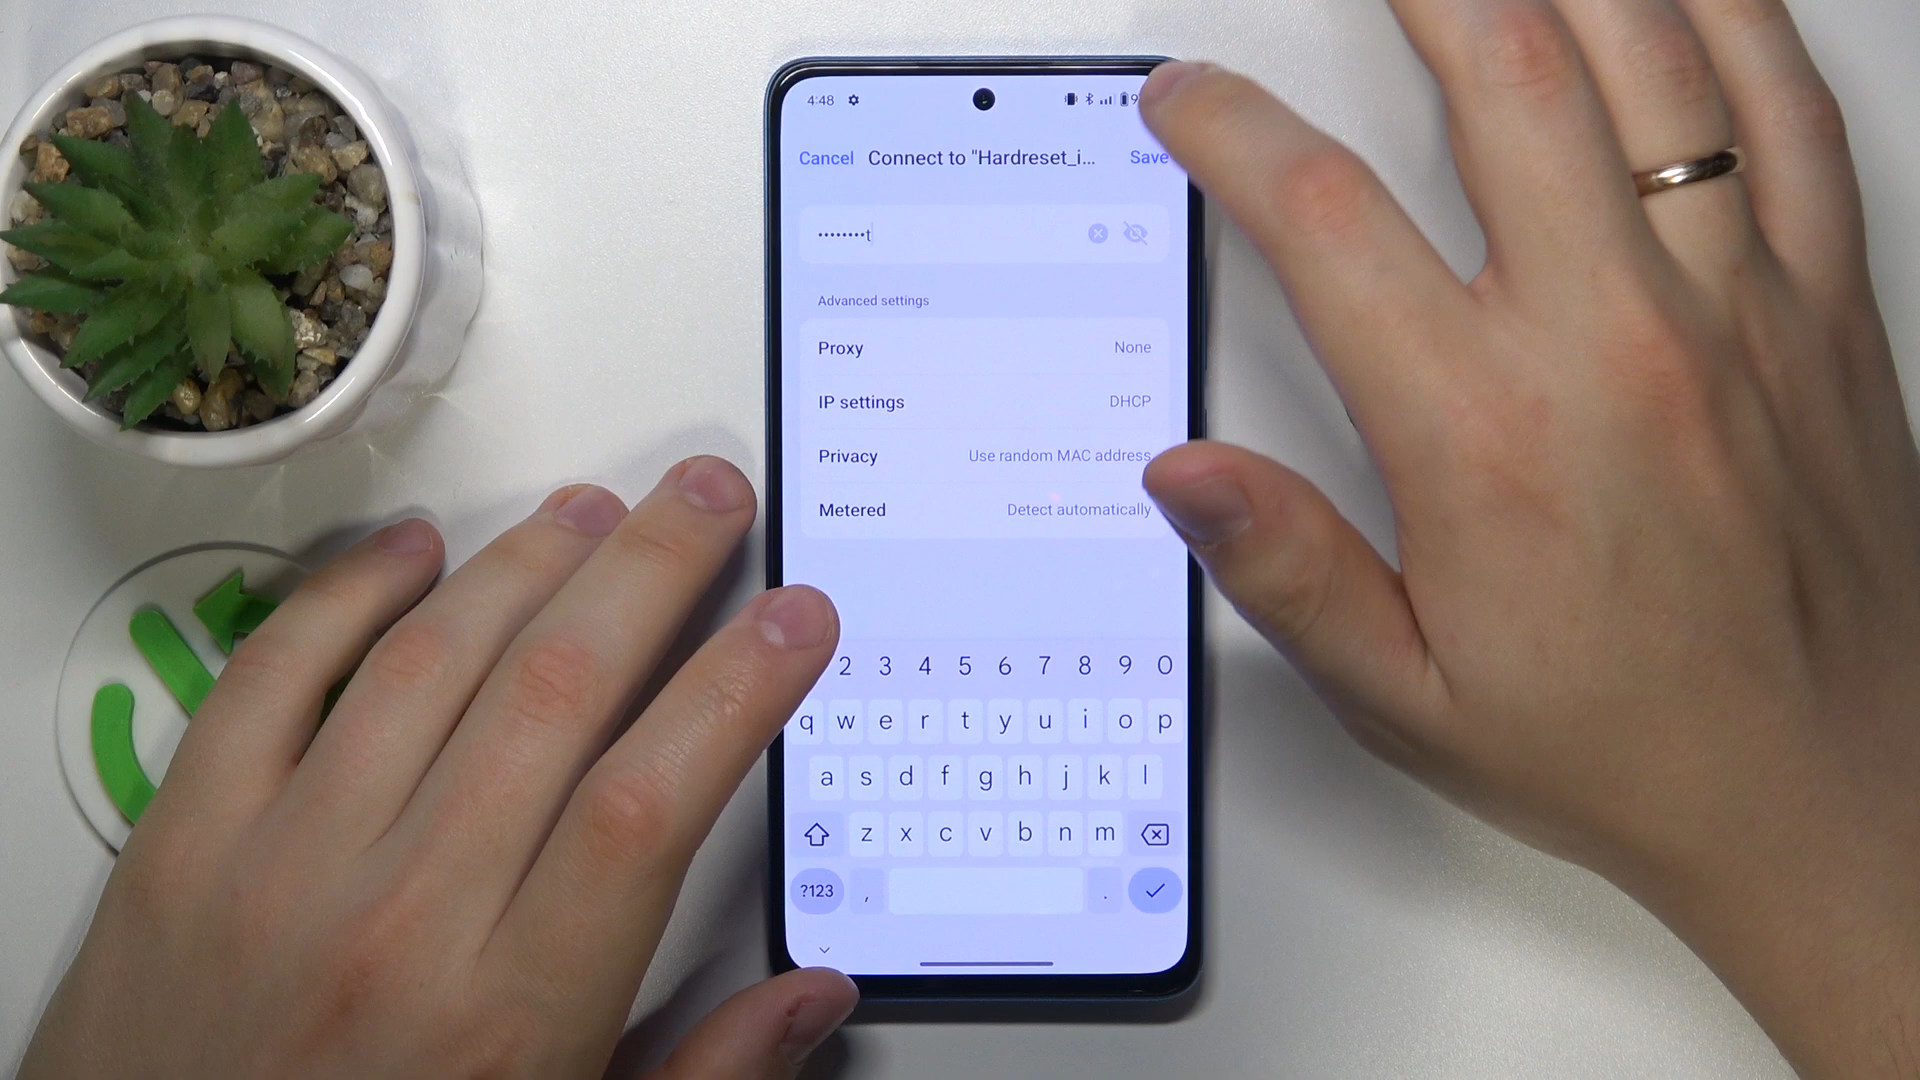 4:48
Cancel Connect to "Hardreset_i... Save
••••••••t
Advanced settings
Proxy None
IP settings DHCP
Privacy Use random MAC address
Metered Detect automatically
2 3 4 5 6 7 8 9 0
q w e r t y u i o p
a s d f g h j k l
z x c v b n m
?123 , .